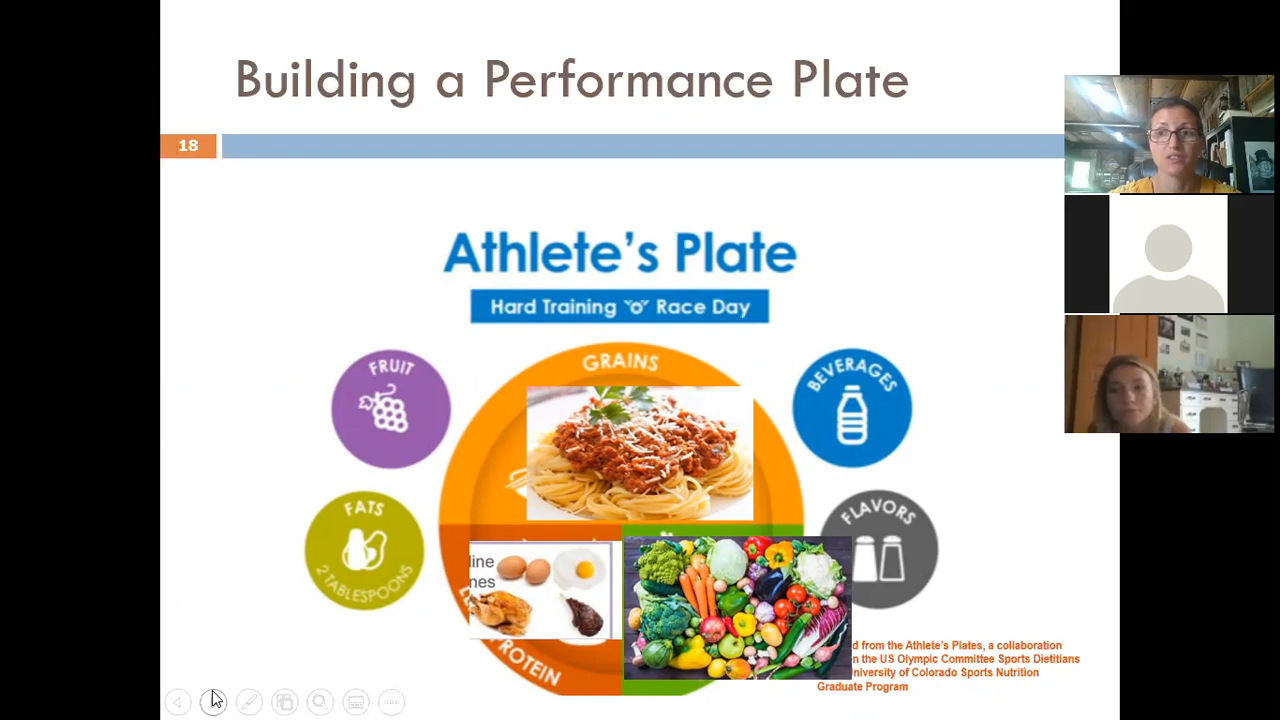 Building a Performance Plate
18
Athlete's Plate
Hard Training Race Day
FRUIT
GRAINS
BEVERAGES
FATS
2 TABLESPOONS
FLAVORS
line
nes
PROTEIN
d from the Athlete's Plates, a collaboration
n the US Olympic Committee Sports Dietitians
niversity of Colorado Sports Nutrition
Graduate Program